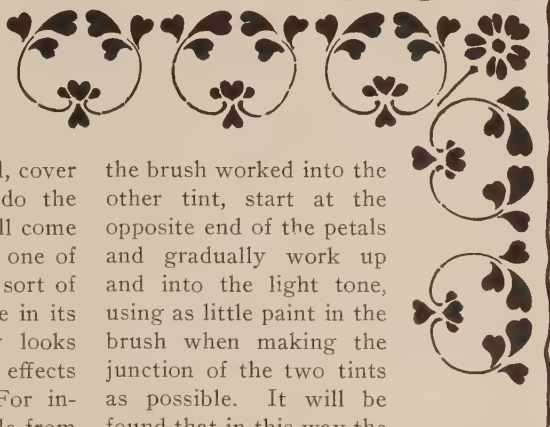 l, cover
do the
ll come
one of
sort of
e in its
looks
effects
For in-
the brush worked into the
other tint, start at the
opposite end of the petals
and gradually work up
and into the light tone,
using as little paint in the
brush when making the
junction of the two tints
as possible. It will be
found that in this way the